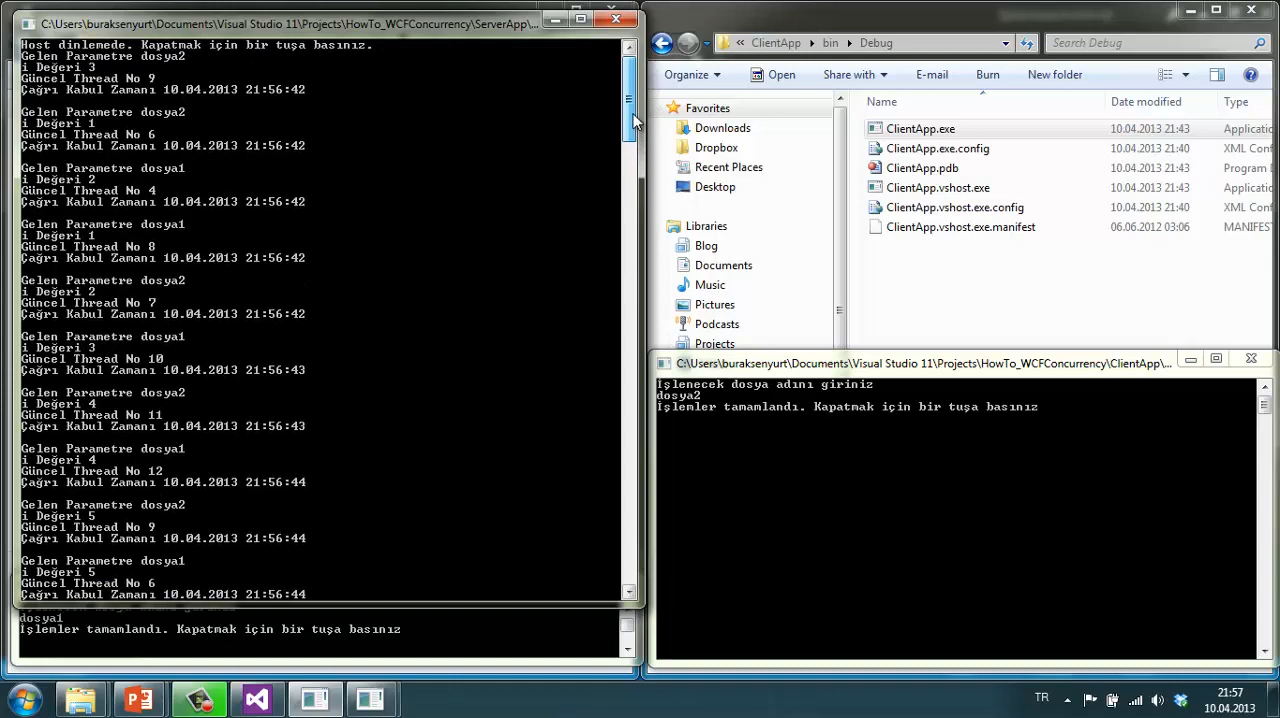 C:\Users\buraksenyurt\Documents\Visual Studio 11\Projects\HowTo_WCFConcurrency\ServerApp\...
Host dinlemede. Kapatmak için bir tuşa basınız.
Gelen Parametre dosya2
i Değeri 3
Güncel Thread No 9
Çağrı Kabul Zamanı 10.04.2013 21:56:42
Gelen Parametre dosya2
i Değeri 1
Güncel Thread No 6
Çağrı Kabul Zamanı 10.04.2013 21:56:42
Gelen Parametre dosya1
i Değeri 2
Güncel Thread No 4
Çağrı Kabul Zamanı 10.04.2013 21:56:42
Gelen Parametre dosya1
i Değeri 1
Güncel Thread No 8
Çağrı Kabul Zamanı 10.04.2013 21:56:42
Gelen Parametre dosya2
i Değeri 2
Güncel Thread No 7
Çağrı Kabul Zamanı 10.04.2013 21:56:42
Gelen Parametre dosya1
i Değeri 3
Güncel Thread No 10
Çağrı Kabul Zamanı 10.04.2013 21:56:43
Gelen Parametre dosya2
i Değeri 4
Güncel Thread No 11
Çağrı Kabul Zamanı 10.04.2013 21:56:43
Gelen Parametre dosya1
i Değeri 4
Güncel Thread No 12
Çağrı Kabul Zamanı 10.04.2013 21:56:44
Gelen Parametre dosya2
i Değeri 5
Güncel Thread No 9
Çağrı Kabul Zamanı 10.04.2013 21:56:44
Gelen Parametre dosya1
i Değeri 5
Güncel Thread No 6
Çağrı Kabul Zamanı 10.04.2013 21:56:44
dosya1
İşlemler tamamlandı. Kapatmak için bir tuşa basınız
« ClientApp ▸ bin ▸ Debug
Search Debug
Organize Open Share with E-mail Burn New folder
Favorites
Downloads
Dropbox
Recent Places
Desktop
Libraries
Blog
Documents
Music
Pictures
Podcasts
Projects
Name Date modified Type
ClientApp.exe 10.04.2013 21:43 Applicatio
ClientApp.exe.config 10.04.2013 21:40 XML Conf
ClientApp.pdb 10.04.2013 21:43 Program D
ClientApp.vshost.exe 10.04.2013 21:43 Applicatio
ClientApp.vshost.exe.config 10.04.2013 21:40 XML Conf
ClientApp.vshost.exe.manifest 06.06.2012 03:06 MANIFEST
C:\Users\buraksenyurt\Documents\Visual Studio 11\Projects\HowTo_WCFConcurrency\ClientApp\...
İşlenecek dosya adını giriniz
dosya2
İşlemler tamamlandı. Kapatmak için bir tuşa basınız
TR
21:57
10.04.2013